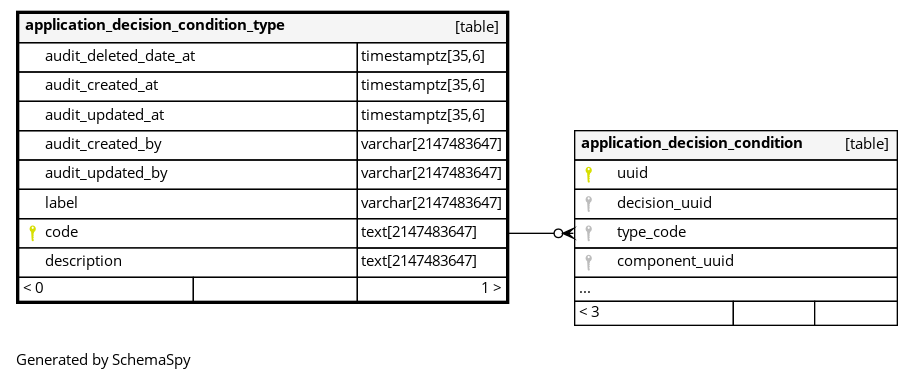 application_decision_condition_type [table]
audit_deleted_date_at timestamptz[35,6]
audit_created_at timestamptz[35,6]
audit_updated_at timestamptz[35,6]
audit_created_by varchar[2147483647]
audit_updated_by varchar[2147483647]
label varchar[2147483647]
code text[2147483647]
description text[2147483647]
< 0 1 >
application_decision_condition [table]
uuid
decision_uuid
type_code
component_uuid
...
< 3
Generated by SchemaSpy